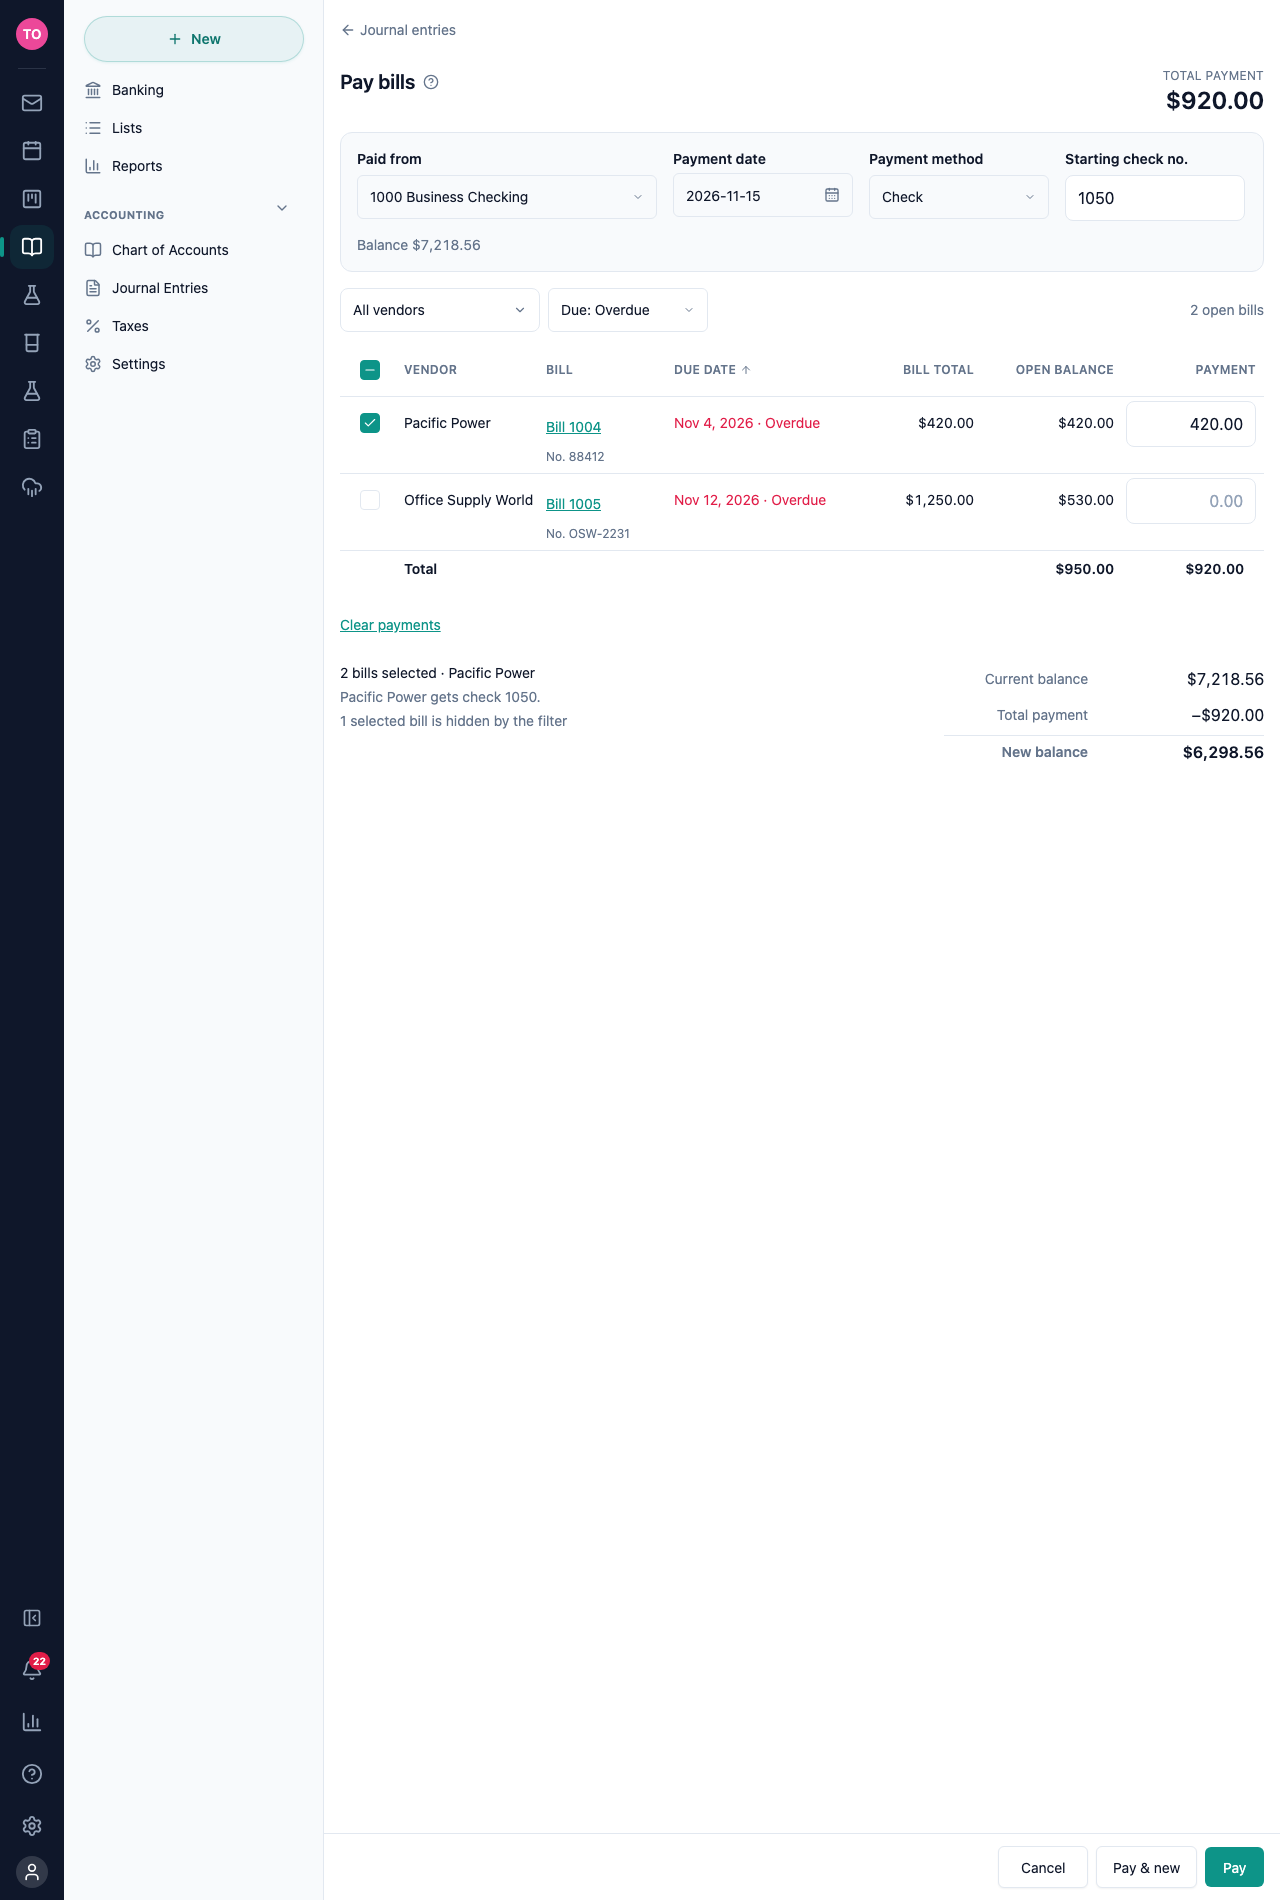 TO
New
Banking
Lists
Reports
ACCOUNTING
Chart of Accounts
Journal Entries
Taxes
Settings
22
Journal entries
Pay bills
TOTAL PAYMENT
$920.00
Paid from
Payment date
Payment method
Starting check no.
1000 Business Checking
2026-11-15
Check
1050
Balance $7,218.56
All vendors
Due: Overdue
2 open bills
VENDOR BILL DUE DATE BILL TOTAL OPEN BALANCE PAYMENT
Pacific Power Bill 1004 Nov 4, 2026 · Overdue $420.00 $420.00 420.00
No. 88412
Office Supply World Bill 1005 Nov 12, 2026 · Overdue $1,250.00 $530.00 0.00
No. OSW-2231
Total $950.00 $920.00
Clear payments
2 bills selected · Pacific Power
Pacific Power gets check 1050.
1 selected bill is hidden by the filter
Current balance $7,218.56
Total payment –$920.00
New balance $6,298.56
Cancel
Pay & new
Pay